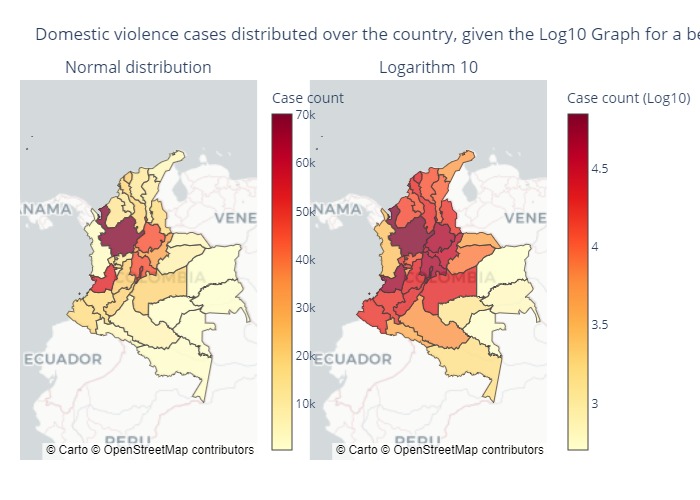 Domestic violence cases distributed over the country, given the Log10 Graph for a be
Normal distribution
Logarithm 10
Case count
Case count (Log10)
70k
60k
50k
40k
30k
20k
10k
4.5
4
3.5
3
NAMA
VENE
COLOMBIA
ECUADOR
PERU
© Carto © OpenStreetMap contributors
NAMA
VENE
COLOMBIA
ECUADOR
PERU
© Carto © OpenStreetMap contributors